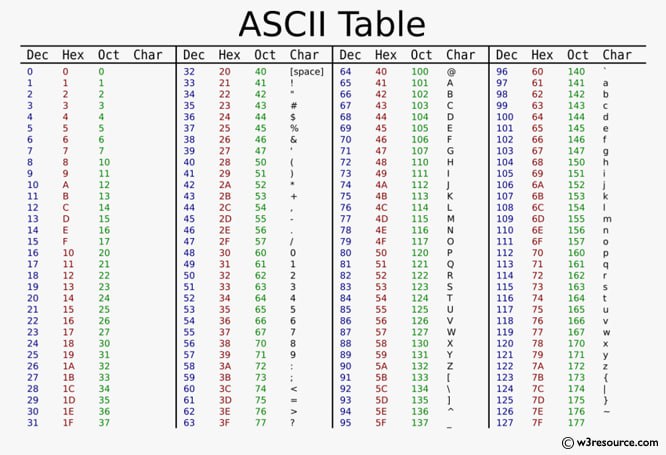 ASCII Table
Dec Hex Oct Char Dec Hex Oct Char Dec Hex Oct Char Dec Hex Oct Char
0 0 0 32 20 40 [space] 64 40 100 @ 96 60 140 `
1 1 1 33 21 41 ! 65 41 101 A 97 61 141 a
2 2 2 34 22 42 " 66 42 102 B 98 62 142 b
3 3 3 35 23 43 # 67 43 103 C 99 63 143 c
4 4 4 36 24 44 $ 68 44 104 D 100 64 144 d
5 5 5 37 25 45 % 69 45 105 E 101 65 145 e
6 6 6 38 26 46 & 70 46 106 F 102 66 146 f
7 7 7 39 27 47 ' 71 47 107 G 103 67 147 g
8 8 10 40 28 50 ( 72 48 110 H 104 68 150 h
9 9 11 41 29 51 ) 73 49 111 I 105 69 151 i
10 A 12 42 2A 52 * 74 4A 112 J 106 6A 152 j
11 B 13 43 2B 53 + 75 4B 113 K 107 6B 153 k
12 C 14 44 2C 54 , 76 4C 114 L 108 6C 154 l
13 D 15 45 2D 55 - 77 4D 115 M 109 6D 155 m
14 E 16 46 2E 56 . 78 4E 116 N 110 6E 156 n
15 F 17 47 2F 57 / 79 4F 117 O 111 6F 157 o
16 10 20 48 30 60 0 80 50 120 P 112 70 160 p
17 11 21 49 31 61 1 81 51 121 Q 113 71 161 q
18 12 22 50 32 62 2 82 52 122 R 114 72 162 r
19 13 23 51 33 63 3 83 53 123 S 115 73 163 s
20 14 24 52 34 64 4 84 54 124 T 116 74 164 t
21 15 25 53 35 65 5 85 55 125 U 117 75 165 u
22 16 26 54 36 66 6 86 56 126 V 118 76 166 v
23 17 27 55 37 67 7 87 57 127 W 119 77 167 w
24 18 30 56 38 70 8 88 58 130 X 120 78 170 x
25 19 31 57 39 71 9 89 59 131 Y 121 79 171 y
26 1A 32 58 3A 72 : 90 5A 132 Z 122 7A 172 z
27 1B 33 59 3B 73 ; 91 5B 133 [ 123 7B 173 {
28 1C 34 60 3C 74 < 92 5C 134 \ 124 7C 174 |
29 1D 35 61 3D 75 = 93 5D 135 ] 125 7D 175 }
30 1E 36 62 3E 76 > 94 5E 136 ^ 126 7E 176 ~
31 1F 37 63 3F 77 ? 95 5F 137 _ 127 7F 177
© w3resource.com